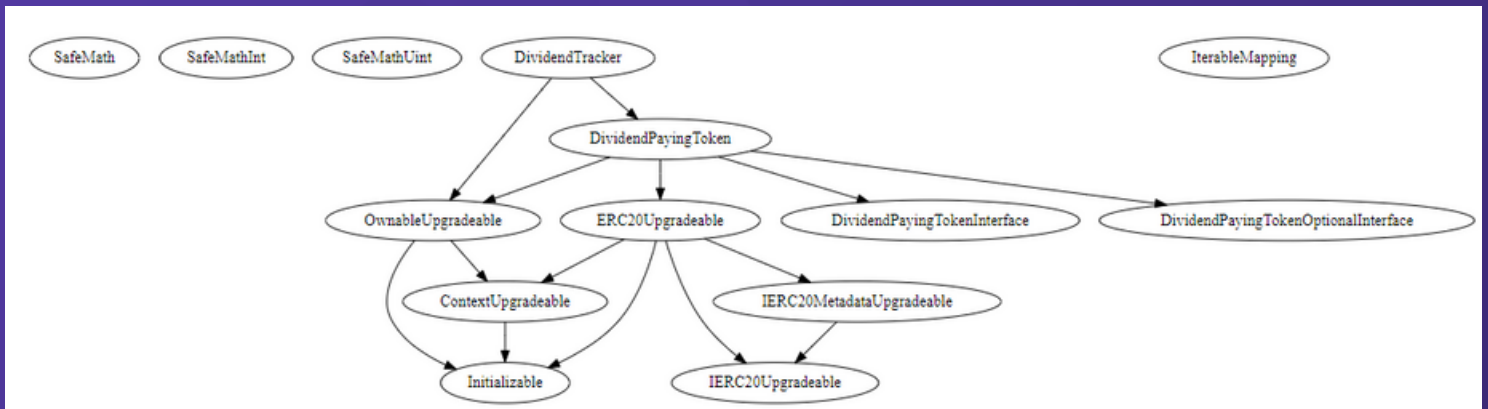 SafeMath
SafeMathInt
SafeMathUint
DividendTracker
IterableMapping
DividendPayingToken
OwnableUpgradeable
ERC20Upgradeable
DividendPayingTokenInterface
DividendPayingTokenOptionalInterface
ContextUpgradeable
IERC20MetadataUpgradeable
Initializable
IERC20Upgradeable